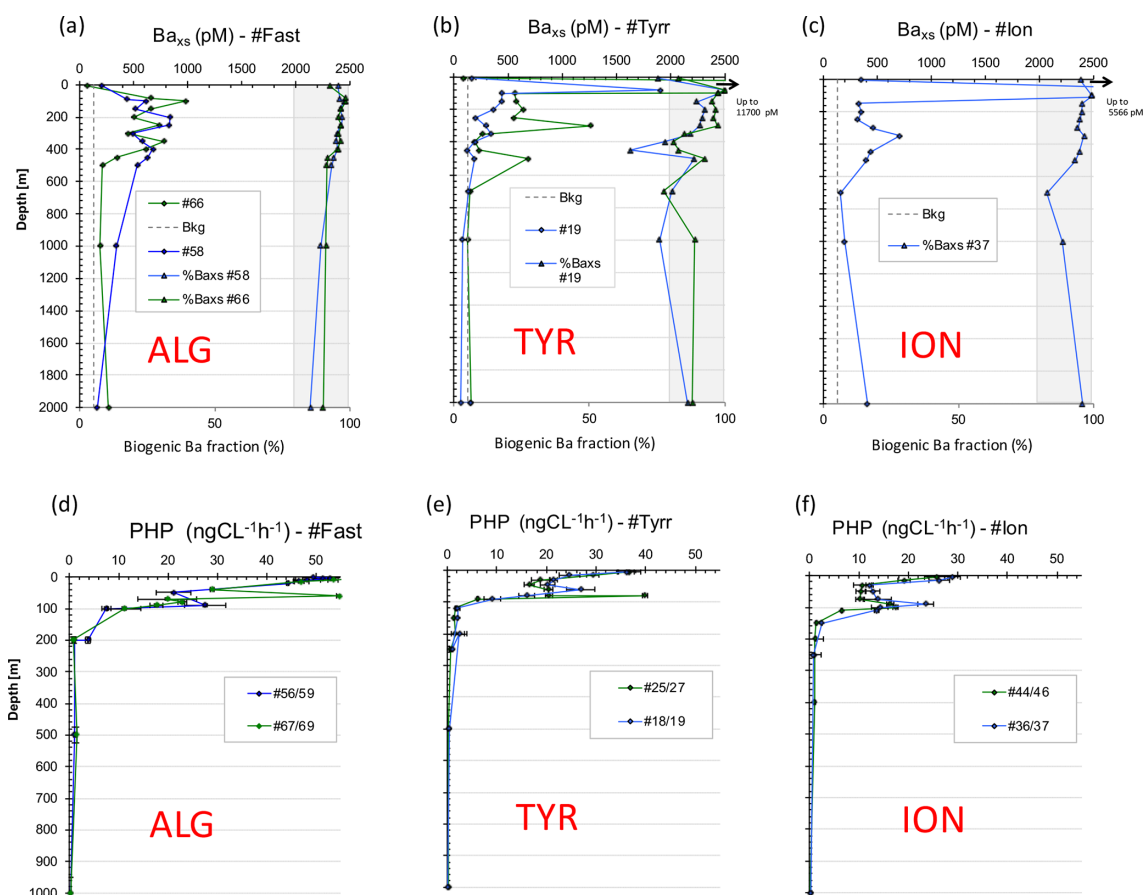 (a)
Ba_xs (pM) - #Fast
0 500 1000 1500 2000 2500
Depth [m]
0
200
400
600
800
1000
1200
1400
1600
1800
2000
#66
Bkg
#58
%Baxs #58
%Baxs #66
ALG
0 50 100
Biogenic Ba fraction (%)
(b)
Ba_xs (pM) - #Tyrr
0 500 1000 1500 2000 2500
Up to
11700 pM
Bkg
#19
%Baxs
#19
TYR
0 50 100
Biogenic Ba fraction (%)
(c)
Ba_xs (pM) - #Ion
0 500 1000 1500 2000 2500
Up to
5566 pM
Bkg
%Baxs #37
ION
0 50 100
Biogenic Ba fraction (%)
(d)
PHP (ngCL⁻¹h⁻¹) - #Fast
0 10 20 30 40 50
Depth [m]
0
100
200
300
400
500
600
700
800
900
1000
#56/59
#67/69
ALG
(e)
PHP (ngCL⁻¹h⁻¹) - #Tyrr
0 10 20 30 40 50
#25/27
#18/19
TYR
(f)
PHP (ngCL⁻¹h⁻¹) - #Ion
0 10 20 30 40 50
#44/46
#36/37
ION